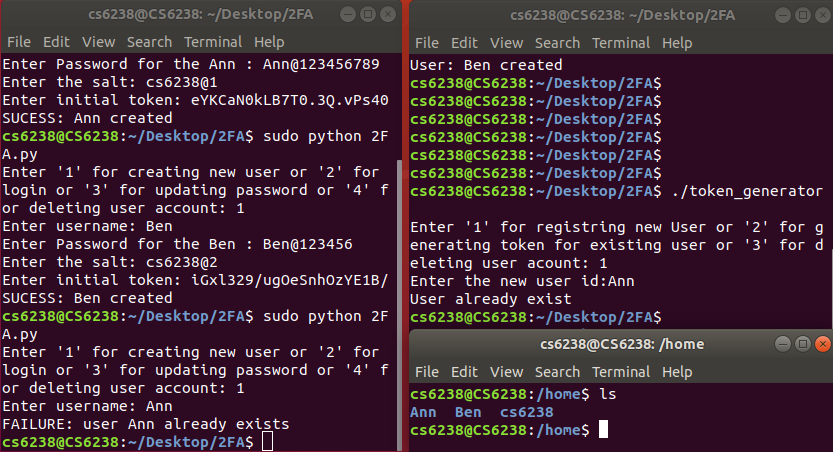 cs6238@CS6238: ~/Desktop/2FA
File Edit View Search Terminal Help
Enter Password for the Ann : Ann@123456789
Enter the salt: cs6238@1
Enter initial token: eYKCaN0kLB7T0.3Q.vPs40
SUCESS: Ann created
cs6238@CS6238:~/Desktop/2FA$ sudo python 2F
A.py
Enter '1' for creating new user or '2' for
login or '3' for updating password or '4' f
or deleting user account: 1
Enter username: Ben
Enter Password for the Ben : Ben@123456
Enter the salt: cs6238@2
Enter initial token: iGxl329/ugOeSnhOzYE1B/
SUCESS: Ben created
cs6238@CS6238:~/Desktop/2FA$ sudo python 2F
A.py
Enter '1' for creating new user or '2' for
login or '3' for updating password or '4' f
or deleting user account: 1
Enter username: Ann
FAILURE: user Ann already exists
cs6238@CS6238:~/Desktop/2FA$
cs6238@CS6238: ~/Desktop/2FA
File Edit View Search Terminal Help
User: Ben created
cs6238@CS6238:~/Desktop/2FA$
cs6238@CS6238:~/Desktop/2FA$
cs6238@CS6238:~/Desktop/2FA$
cs6238@CS6238:~/Desktop/2FA$
cs6238@CS6238:~/Desktop/2FA$
cs6238@CS6238:~/Desktop/2FA$
cs6238@CS6238:~/Desktop/2FA$ ./token_generator
Enter '1' for registring new User or '2' for g
enerating token for existing user or '3' for d
eleting user acount: 1
Enter the new user id:Ann
User already exist
cs6238@CS6238:~/Desktop/2FA$
cs6238@CS6238: /home
File Edit View Search Terminal Help
cs6238@CS6238:/home$ ls
Ann Ben cs6238
cs6238@CS6238:/home$